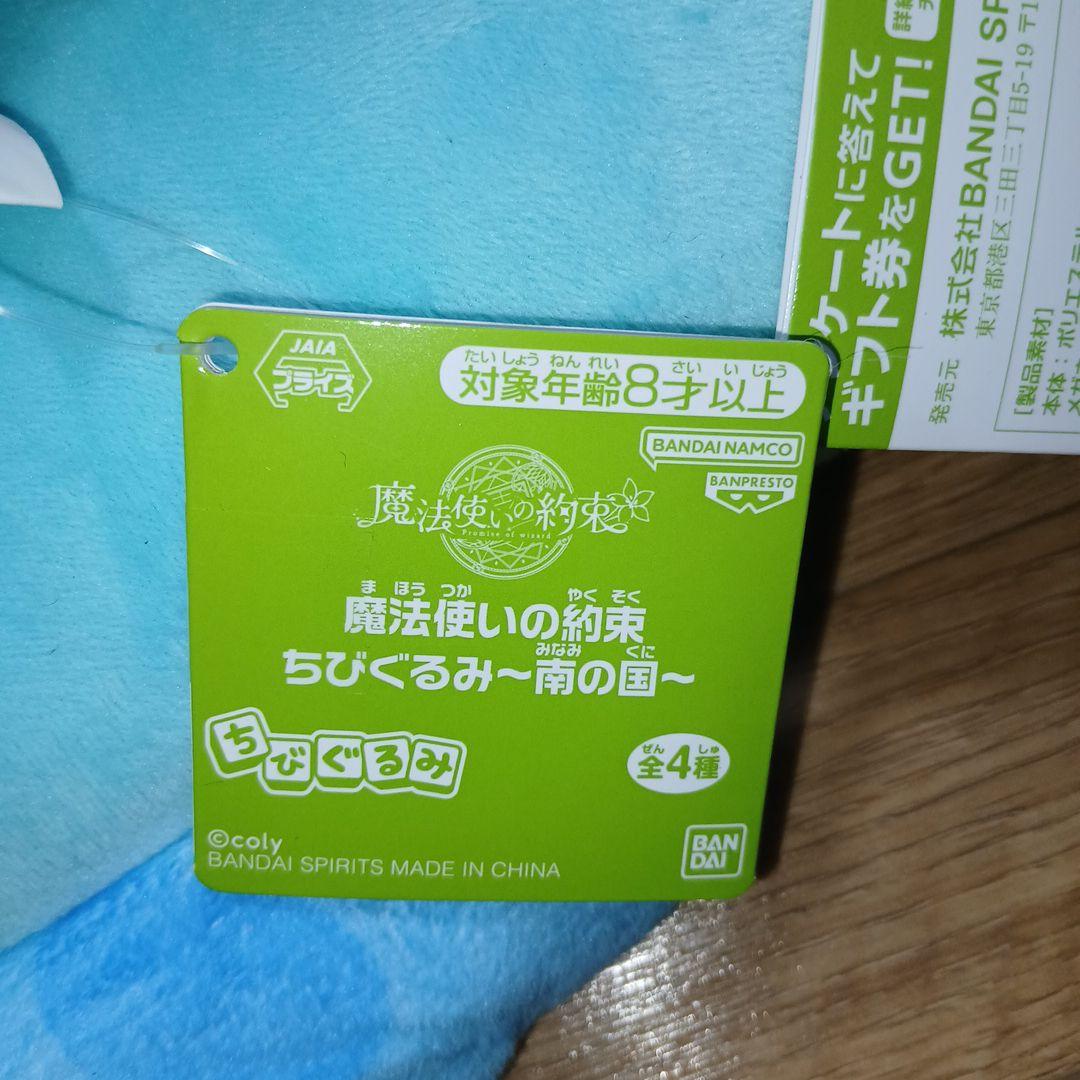 JAIA
プライズ
たいしょうねんれい さいいじょう
対象年齢8才以上
BANDAI NAMCO
BANPRESTO
魔法使いの約束
Promise of wizard
まほうつか やくそく
魔法使いの約束
みなみ くに
ちびぐるみ〜南の国〜
ちびぐるみ
ぜん しゅ
全4種
©coly
BANDAI SPIRITS MADE IN CHINA
BAN
DAI
ケートに答えて
ギフト券をGET!
詳細
発売元 株式会社BANDAI SP
東京都港区三田三丁目5-19 〒1
[製品素材]
本体:ポリエステル